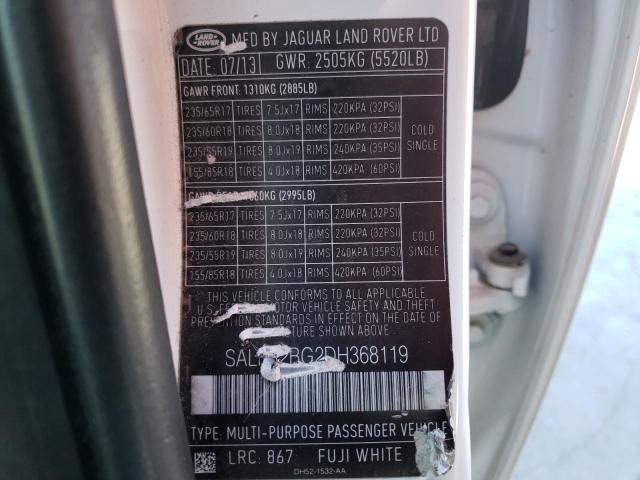 LAND ROVER
MFD BY JAGUAR LAND ROVER LTD
DATE: 07/13 GWR: 2505KG (5520LB)
GAWR FRONT: 1310KG (2885LB)
235/65R17 TIRES 7.5Jx17 RIMS 220KPA (32PSI)
235/60R18 TIRES 8.0Jx18 RIMS 220KPA (32PSI)
235/55R19 TIRES 8.0Jx19 RIMS 240KPA (35PSI)
155/85R18 TIRES 4.0Jx18 RIMS 420KPA (60PSI)
COLD
SINGLE
GAWR (2995LB)
235/65R17 TIRES 7.5Jx17 RIMS 220KPA (32PSI)
235/60R18 TIRES 8.0Jx18 RIMS 220KPA (32PSI)
235/55R19 TIRES 8.0Jx19 RIMS 240KPA (35PSI)
155/85R18 TIRES 4.0Jx18 RIMS 420KPA (60PSI)
COLD
SINGLE
THIS VEHICLE CONFORMS TO ALL APPLICABLE
U.S. FEDERAL MOTOR VEHICLE SAFETY AND THEFT
PREVENTION STANDARDS IN EFFECT ON THE DATE
OF MANUFACTURE SHOWN ABOVE.
BG2DH368119
TYPE: MULTI-PURPOSE PASSENGER VEHICLE
LRC: 867 FUJI WHITE
DH52-1532-AA